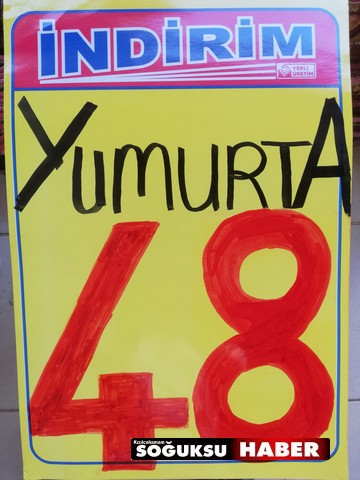 İNDİRİM
YERLİ
ÜRETİM
YUMURTA
48
Kızılcahamam
SOĞUKSU HABER